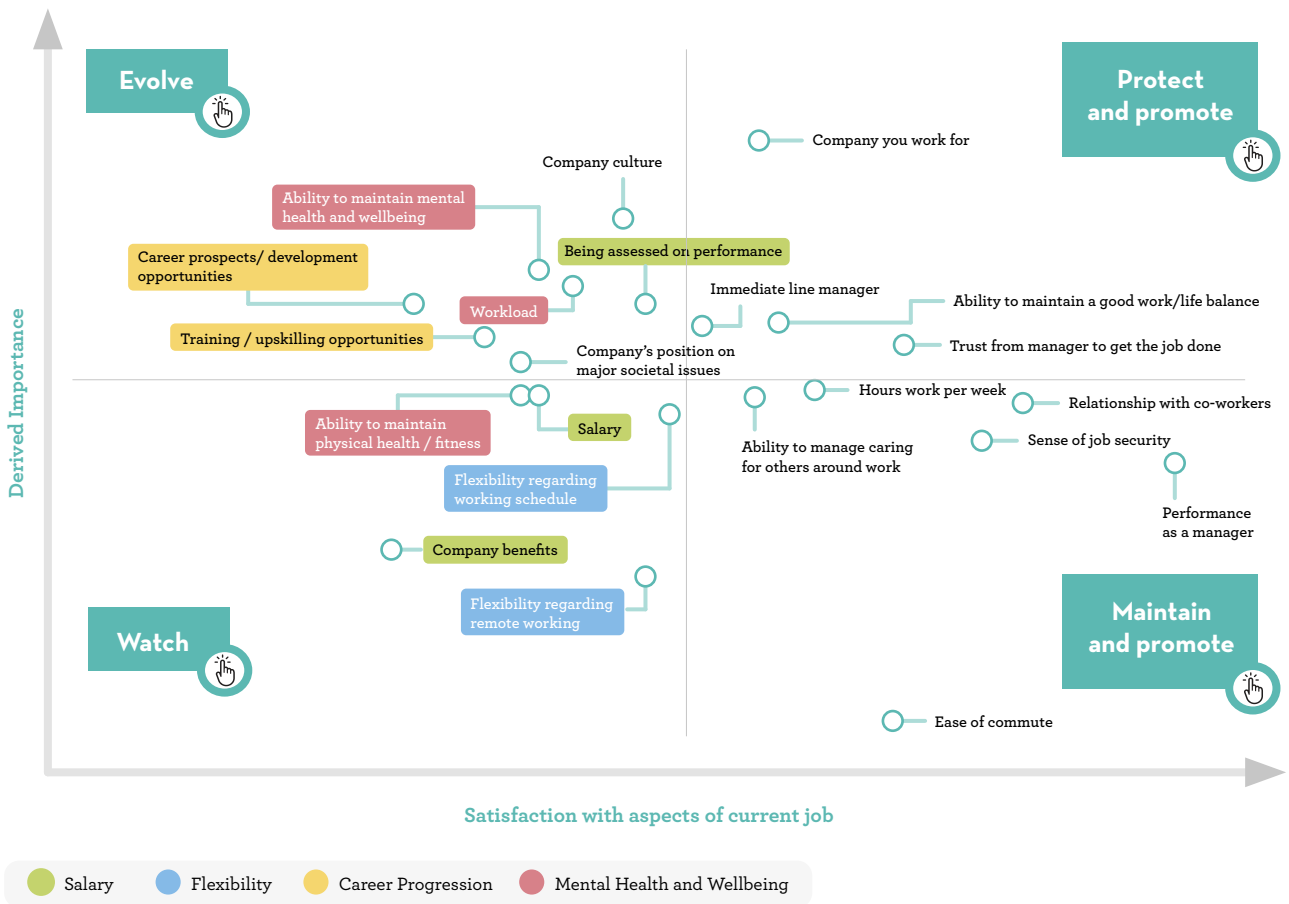 Evolve
Protect
and promote
Company you work for
Company culture
Ability to maintain mental
health and wellbeing
Being assessed on performance
Career prospects/ development
opportunities
Immediate line manager
Ability to maintain a good work/life balance
Workload
Training / upskilling opportunities
Trust from manager to get the job done
Company's position on
major societal issues
Derived Importance
Hours work per week
Relationship with co-workers
Ability to maintain
physical health / fitness
Salary
Ability to manage caring
for others around work
Sense of job security
Flexibility regarding
working schedule
Performance
as a manager
Company benefits
Flexibility regarding
remote working
Watch
Maintain
and promote
Ease of commute
Satisfaction with aspects of current job
Salary
Flexibility
Career Progression
Mental Health and Wellbeing